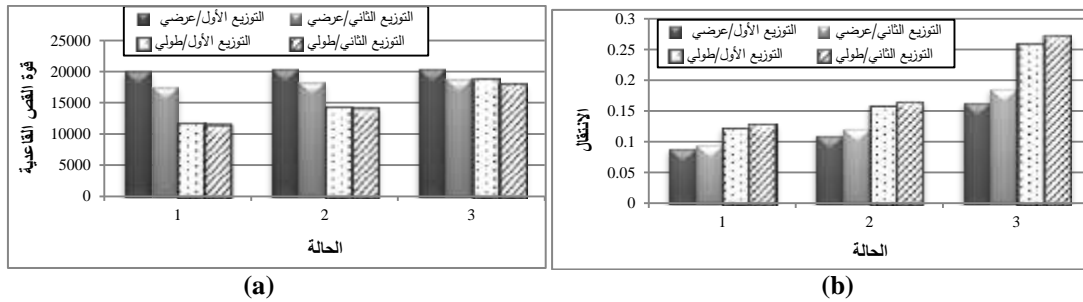 التوزيع الأول/عرضي
التوزيع الثاني/عرضي
التوزيع الأول/طولي
التوزيع الثاني/طولي
25000
20000
15000
10000
5000
0
قوة القص القاعدية
1
2
3
الحالة
(a)
التوزيع الأول/عرضي
التوزيع الثاني/عرضي
التوزيع الأول/طولي
التوزيع الثاني/طولي
0.3
0.25
0.2
0.15
0.1
0.05
0
الانتقال
1
2
3
الحالة
(b)